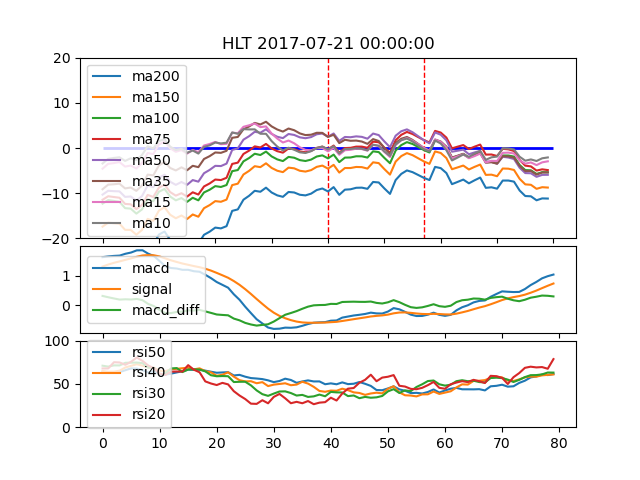 HLT 2017-07-21 00:00:00
20
10
0
−10
−20
ma200
ma150
ma100
ma75
ma50
ma35
ma15
ma10
1
0
macd
signal
macd_diff
100
50
0
rsi50
rsi40
rsi30
rsi20
0 10 20 30 40 50 60 70 80